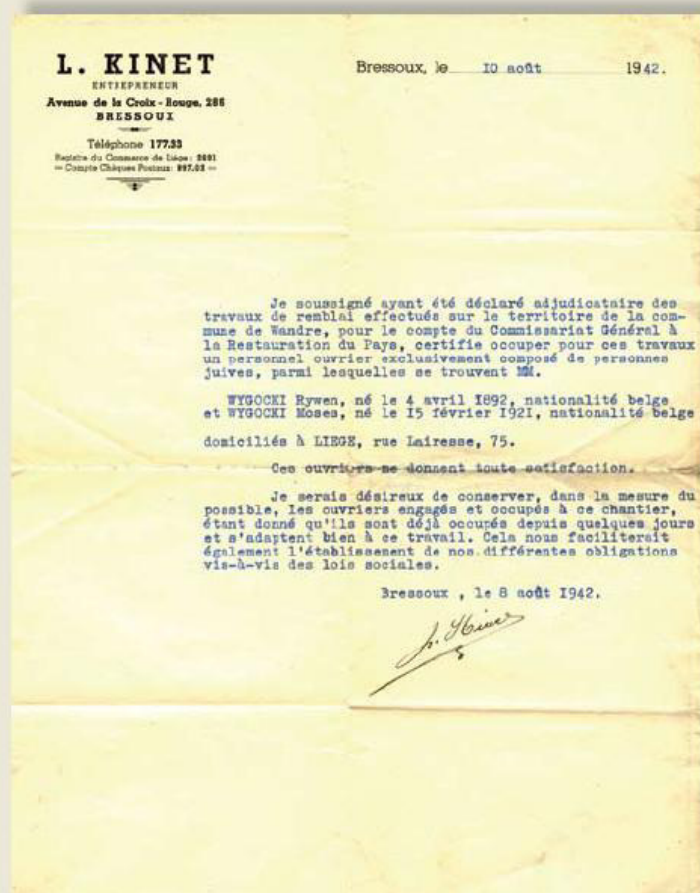 L. KINET
ENTREPRENEUR
Avenue de la Croix-Rouge, 286
BRESSOUX
Téléphone 177.33
Registre du Commerce de Liége: 2691
Compte Chèques Postaux: 897.02
Bressoux, le 10 août 1942.
Je soussigné ayant été déclaré adjudicataire des
travaux de remblai effectués sur le territoire de la com-
mune de Wandre, pour le compte du Commissariat Général à
la Restauration du Pays, certifie occuper pour ces travaux
un personnel ouvrier exclusivement composé de personnes
juives, parmi lesquelles se trouvent MM.
WYGOCKI Rywen, né le 4 avril 1892, nationalité belge
et WYGOCKI Moses, né le 15 février 1921, nationalité belge
domiciliés à LIEGE, rue Lairesse, 75.
Ces ouvriers me donnent toute satisfaction.
Je serais désireux de conserver, dans la mesure du
possible, les ouvriers engagés et occupés à ce chantier,
étant donné qu'ils sont déjà occupés depuis quelques jours
et s'adaptent bien à ce travail. Cela nous faciliterait
également l'établissement de nos différentes obligations
vis-à-vis des lois sociales.
Bressoux , le 8 août 1942.